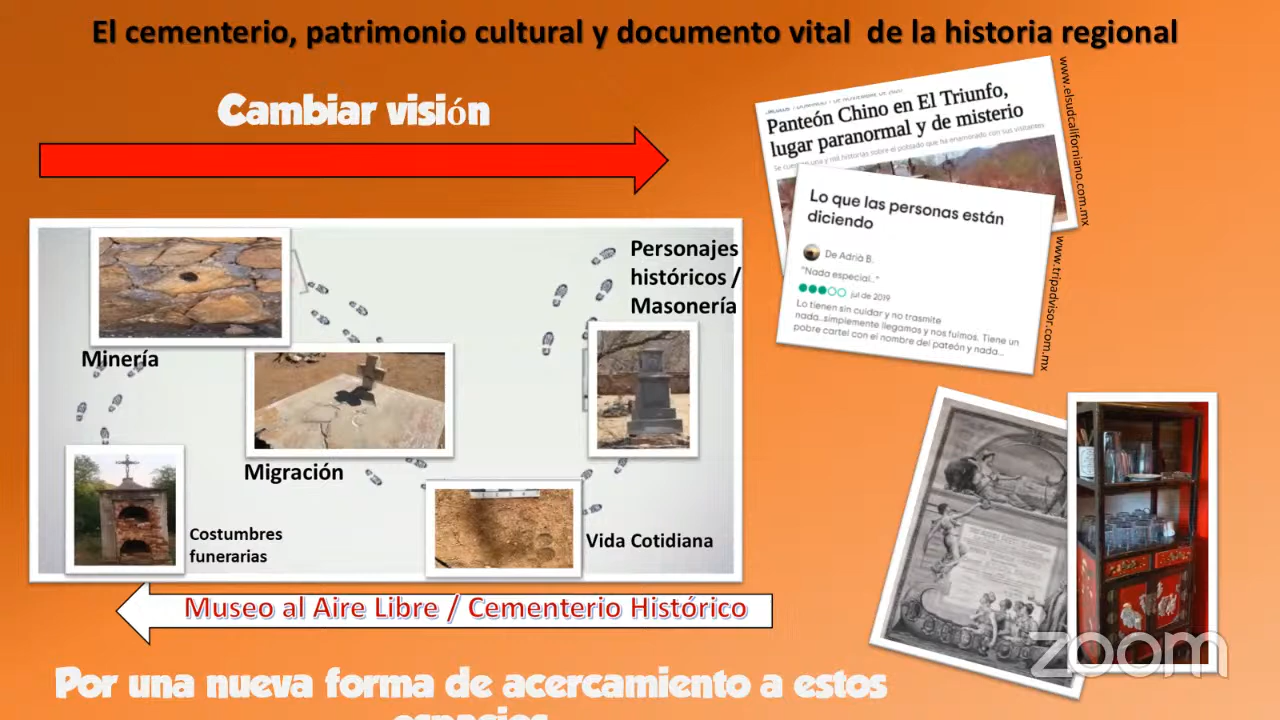 El cementerio, patrimonio cultural y documento vital de la historia regional
Cambiar visión
Panteón Chino en El Triunfo,
lugar paranormal y de misterio
www.elsudcaliforniano.com.mx
Lo que las personas están
diciendo
De Adrià B.
"Nada especial.."
jul de 2019
Lo tienen sin cuidar y no trasmite
nada..simplemente llegamos y nos fuimos. Tiene un
pobre cartel con el nombre del pateón y nada...
www.tripadvisor.com.mx
Personajes
históricos /
Masonería
Minería
Migración
Costumbres
funerarias
Vida Cotidiana
Museo al Aire Libre / Cementerio Histórico
Por una nueva forma de acercamiento a estos
espacios
zoom